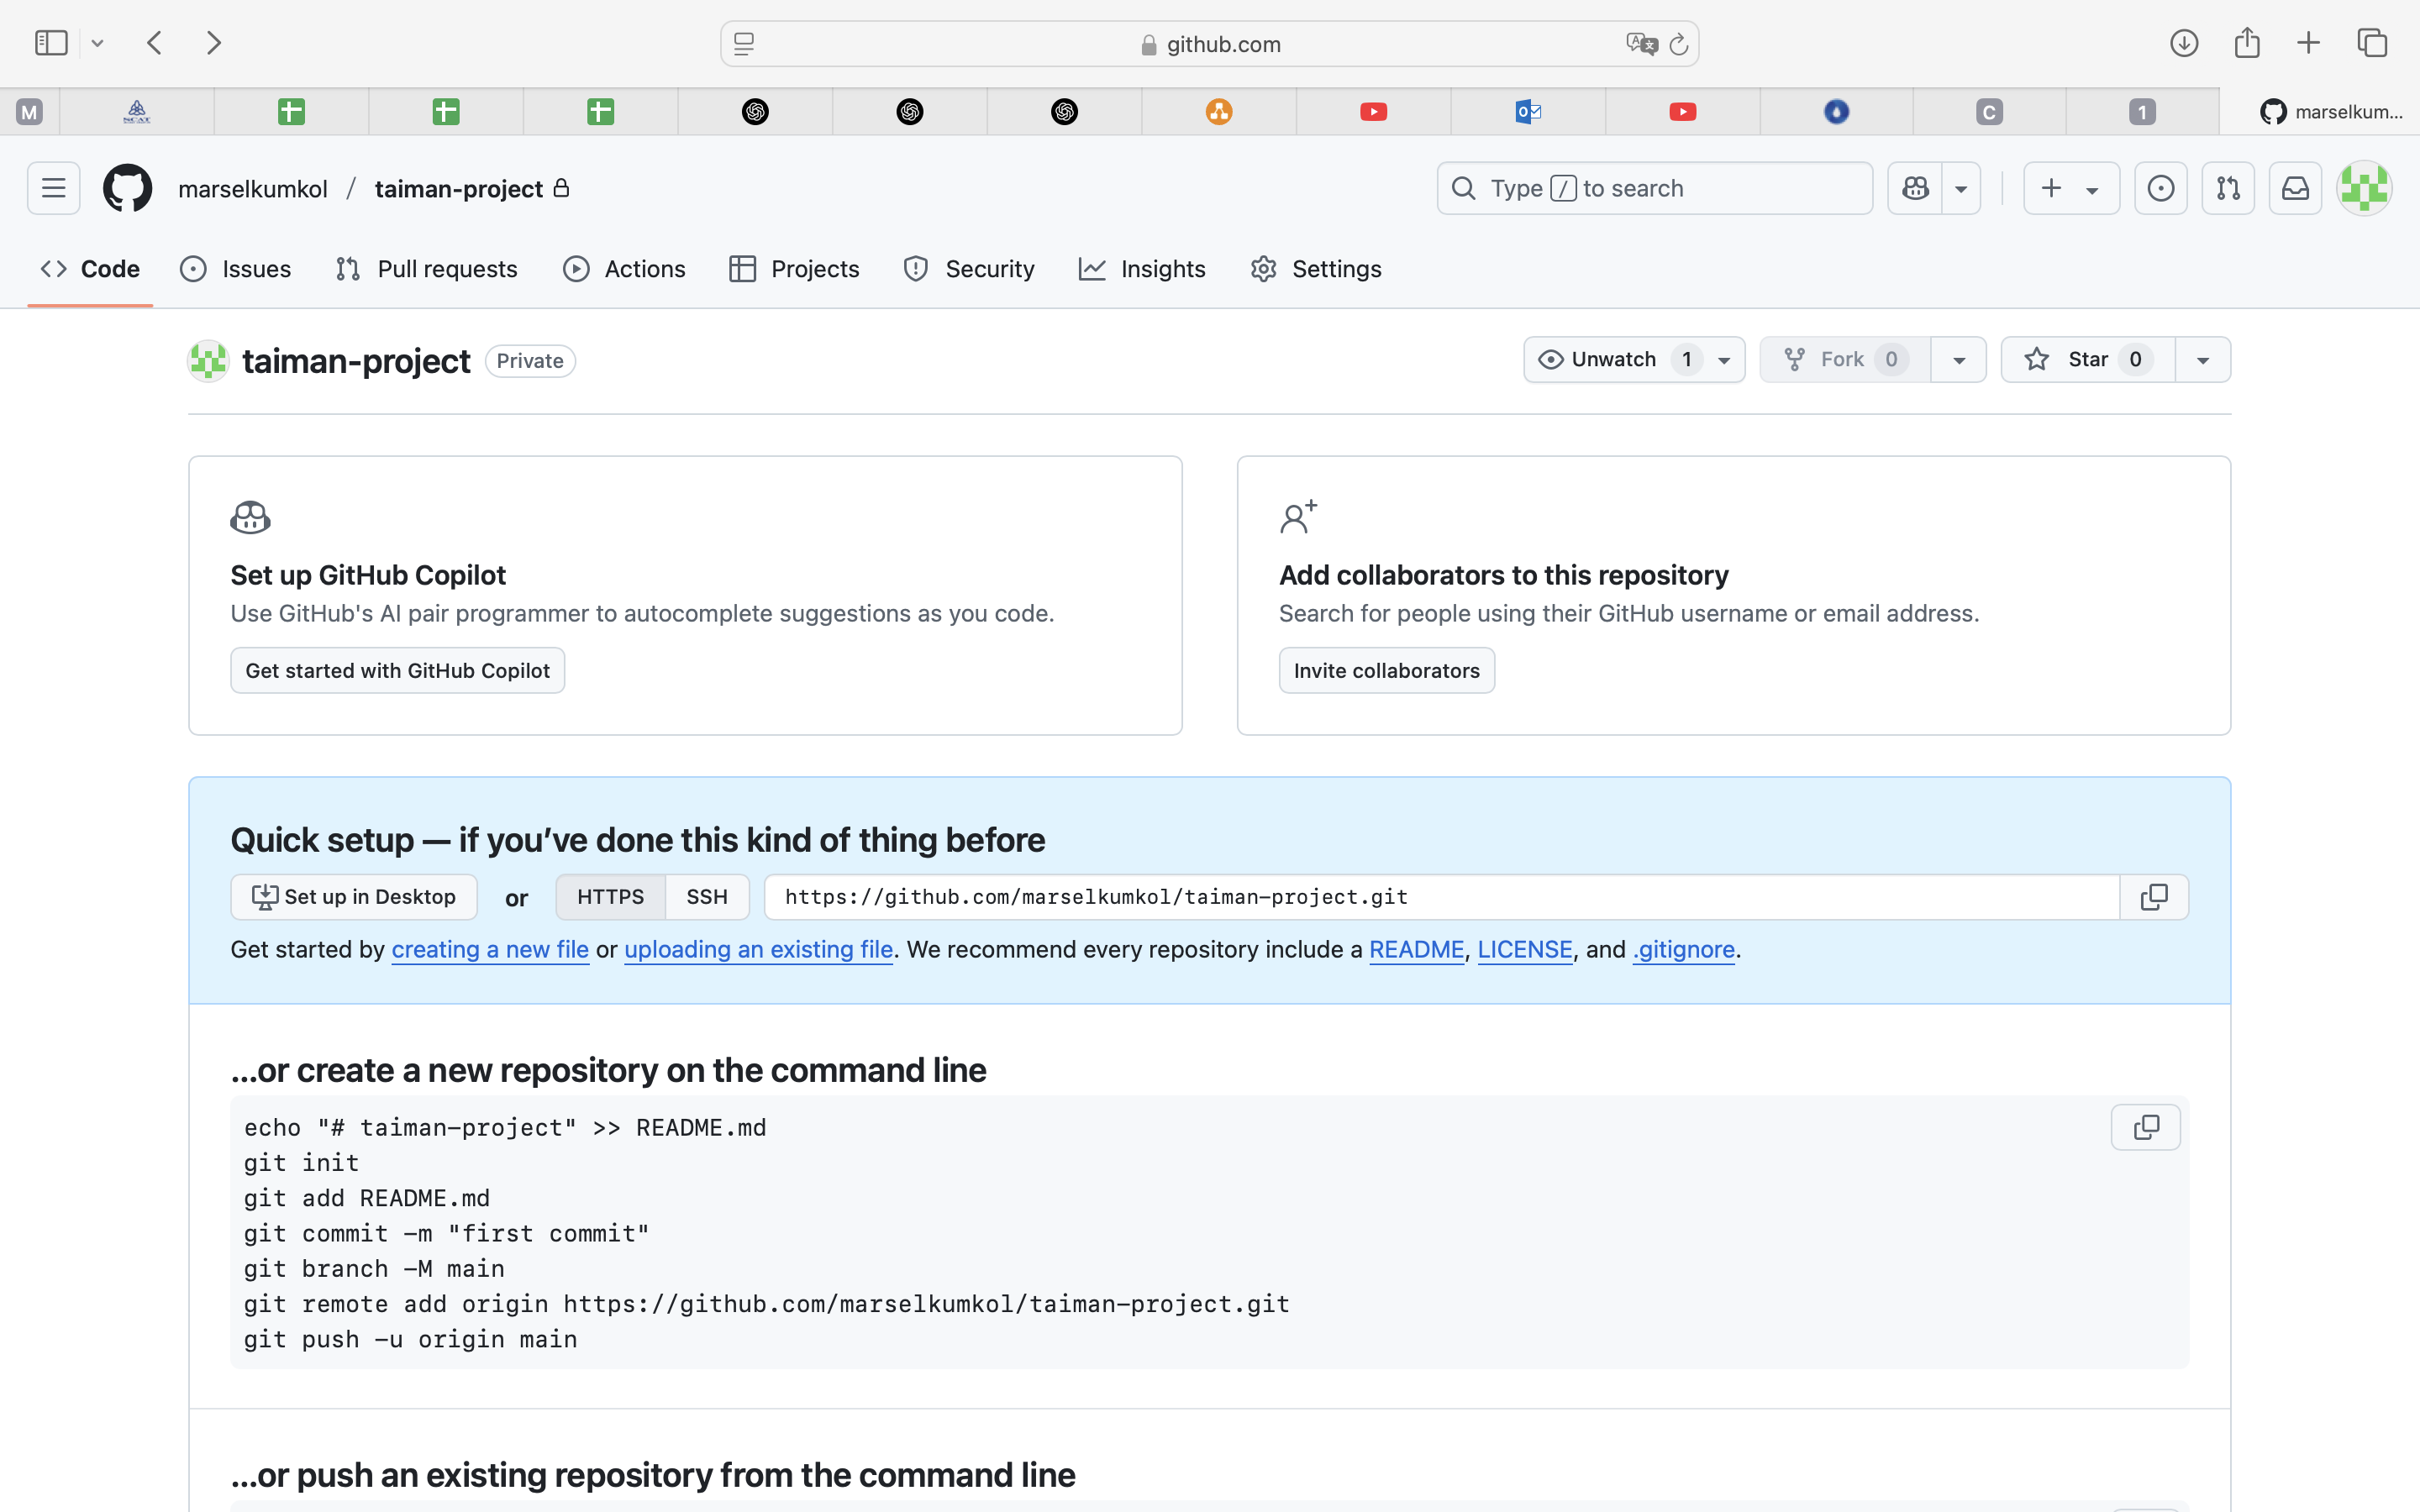 github.com
M
NCAT
C
1
marselkum...
marselkumkol / taiman-project
Type / to search
Code
Issues
Pull requests
Actions
Projects
Security
Insights
Settings
taiman-project Private
Unwatch 1
Fork 0
Star 0
Set up GitHub Copilot
Use GitHub's AI pair programmer to autocomplete suggestions as you code.
Get started with GitHub Copilot
Add collaborators to this repository
Search for people using their GitHub username or email address.
Invite collaborators
Quick setup — if you’ve done this kind of thing before
Set up in Desktop or HTTPS SSH https://github.com/marselkumkol/taiman-project.git
Get started by creating a new file or uploading an existing file. We recommend every repository include a README, LICENSE, and .gitignore.
...or create a new repository on the command line
echo "# taiman-project" >> README.md
git init
git add README.md
git commit -m "first commit"
git branch -M main
git remote add origin https://github.com/marselkumkol/taiman-project.git
git push -u origin main
...or push an existing repository from the command line